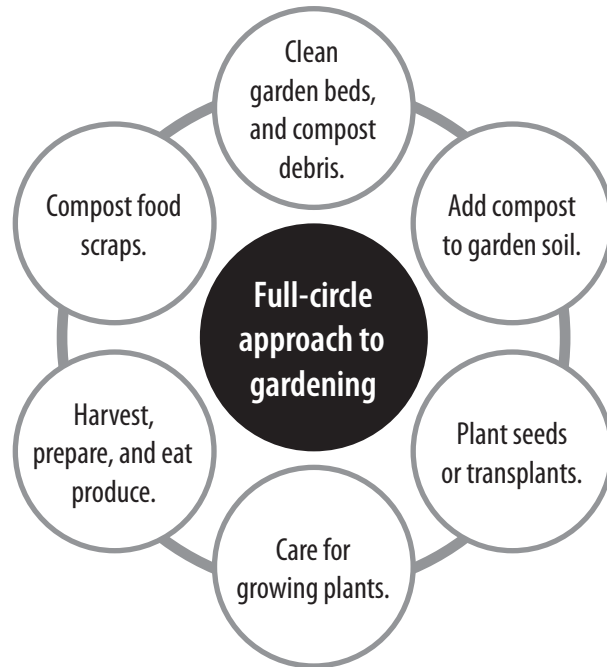 Clean
garden beds,
and compost
debris.
Add compost
to garden soil.
Plant seeds
or transplants.
Care for
growing plants.
Harvest,
prepare, and eat
produce.
Compost food
scraps.
Full-circle
approach to
gardening